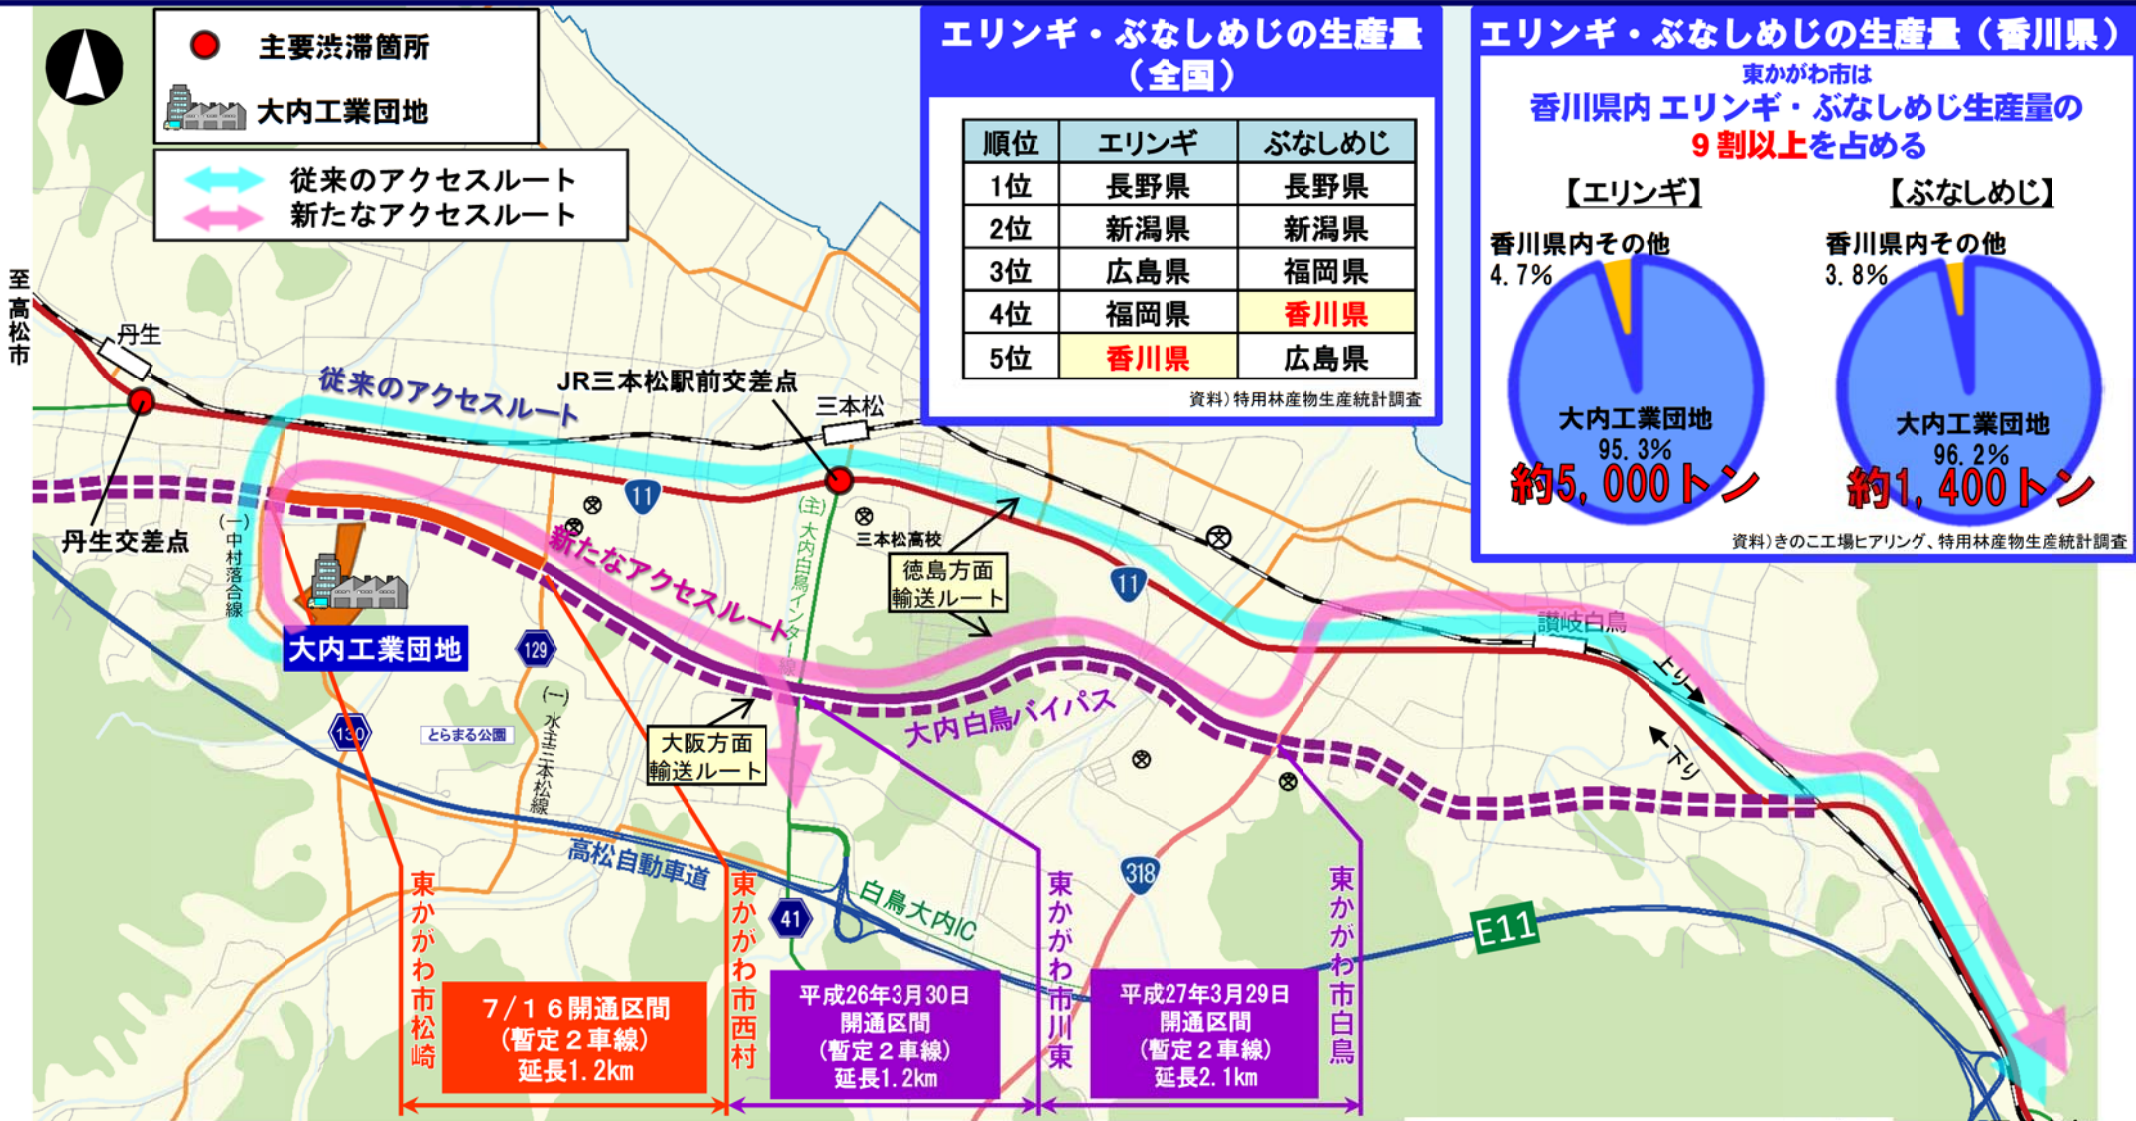 主要渋滞箇所
大内工業団地
従来のアクセスルート
新たなアクセスルート
エリンギ・ぶなしめじの生産量
（全国）
順位 エリンギ ぶなしめじ
1位 長野県 長野県
2位 新潟県 新潟県
3位 広島県 福岡県
4位 福岡県 香川県
5位 香川県 広島県
資料）特用林産物生産統計調査
エリンギ・ぶなしめじの生産量（香川県）
東かがわ市は
香川県内 エリンギ・ぶなしめじ生産量の
9割以上を占める
【エリンギ】
香川県内その他
4.7%
大内工業団地
95.3%
約5,000トン
【ぶなしめじ】
香川県内その他
3.8%
大内工業団地
96.2%
約1,400トン
資料）きのこ工場ヒアリング、特用林産物生産統計調査
至高松市
丹生
従来のアクセスルート
JR三本松駅前交差点
三本松
11
丹生交差点
(一)中村落合線
新たなアクセスルート
(主)大内白鳥インター線
三本松高校
徳島方面
輸送ルート
11
讃岐白鳥
上り
下り
大内工業団地
129
130
とらまる公園
(一)水主三本松線
大阪方面
輸送ルート
大内白鳥バイパス
高松自動車道
41
白鳥大内IC
318
E11
東かがわ市松崎
7/16開通区間
(暫定2車線)
延長1.2km
東かがわ市西村
平成26年3月30日
開通区間
(暫定2車線)
延長1.2km
東かがわ市川東
平成27年3月29日
開通区間
(暫定2車線)
延長2.1km
東かがわ市白鳥